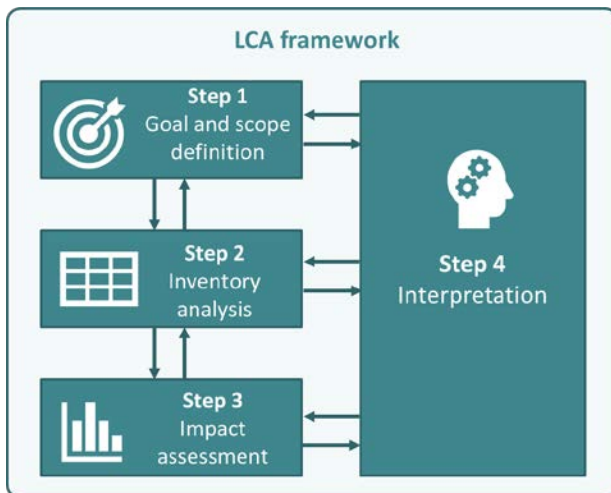 LCA framework
Step 1
Goal and scope
definition
Step 2
Inventory
analysis
Step 3
Impact
assessment
Step 4
Interpretation